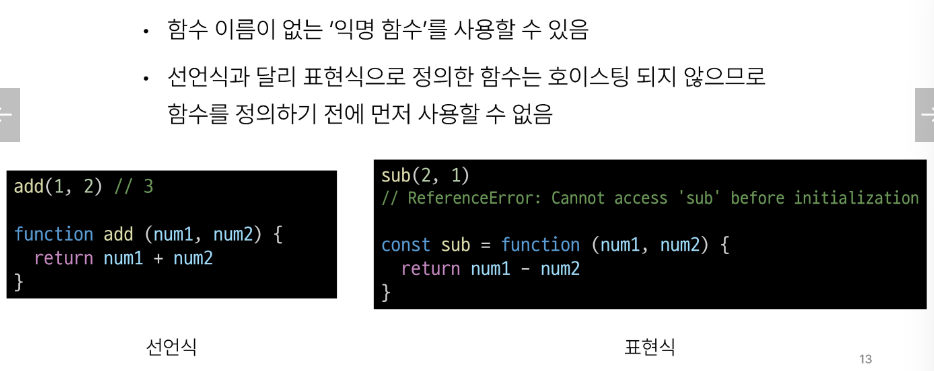 • 함수 이름이 없는 '익명 함수'를 사용할 수 있음
• 선언식과 달리 표현식으로 정의한 함수는 호이스팅 되지 않으므로
함수를 정의하기 전에 먼저 사용할 수 없음
add(1, 2) // 3
function add (num1, num2) {
return num1 + num2
}
선언식
sub(2, 1)
// ReferenceError: Cannot access 'sub' before initialization
const sub = function (num1, num2) {
return num1 - num2
}
표현식
13